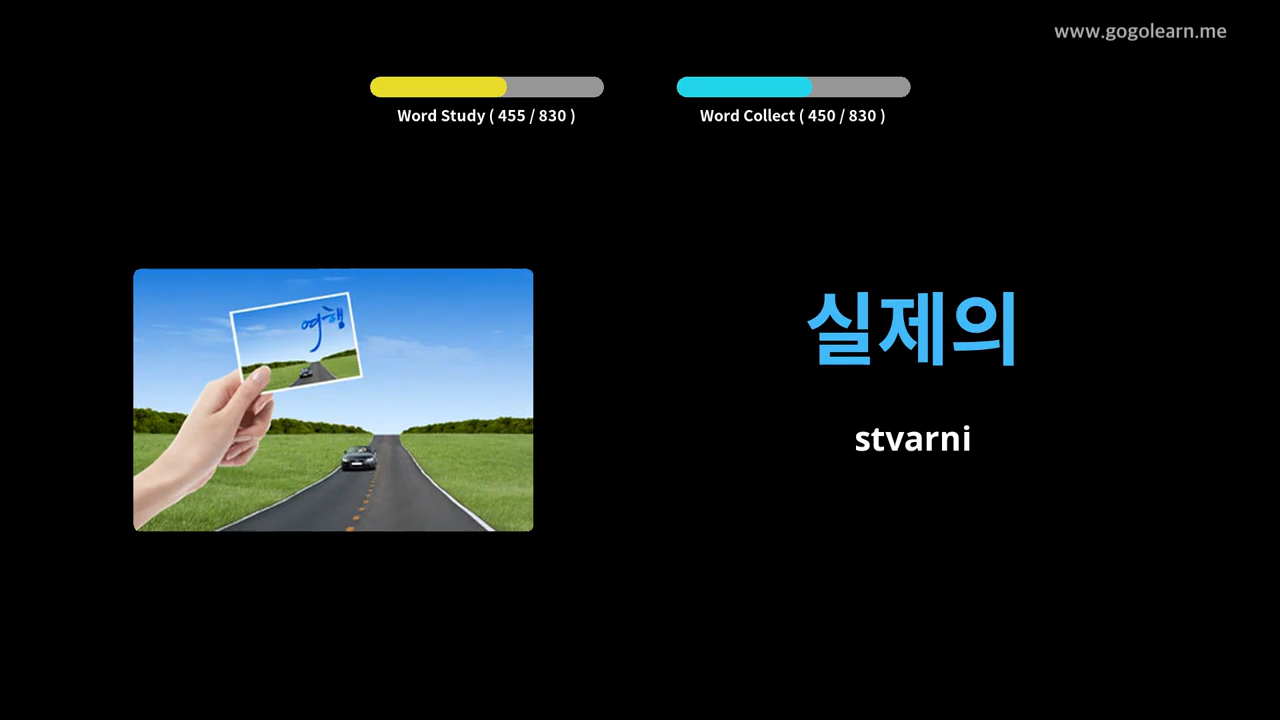 www.gogolearn.me
Word Study ( 455 / 830 )
Word Collect ( 450 / 830 )
여행
실제의
stvarni